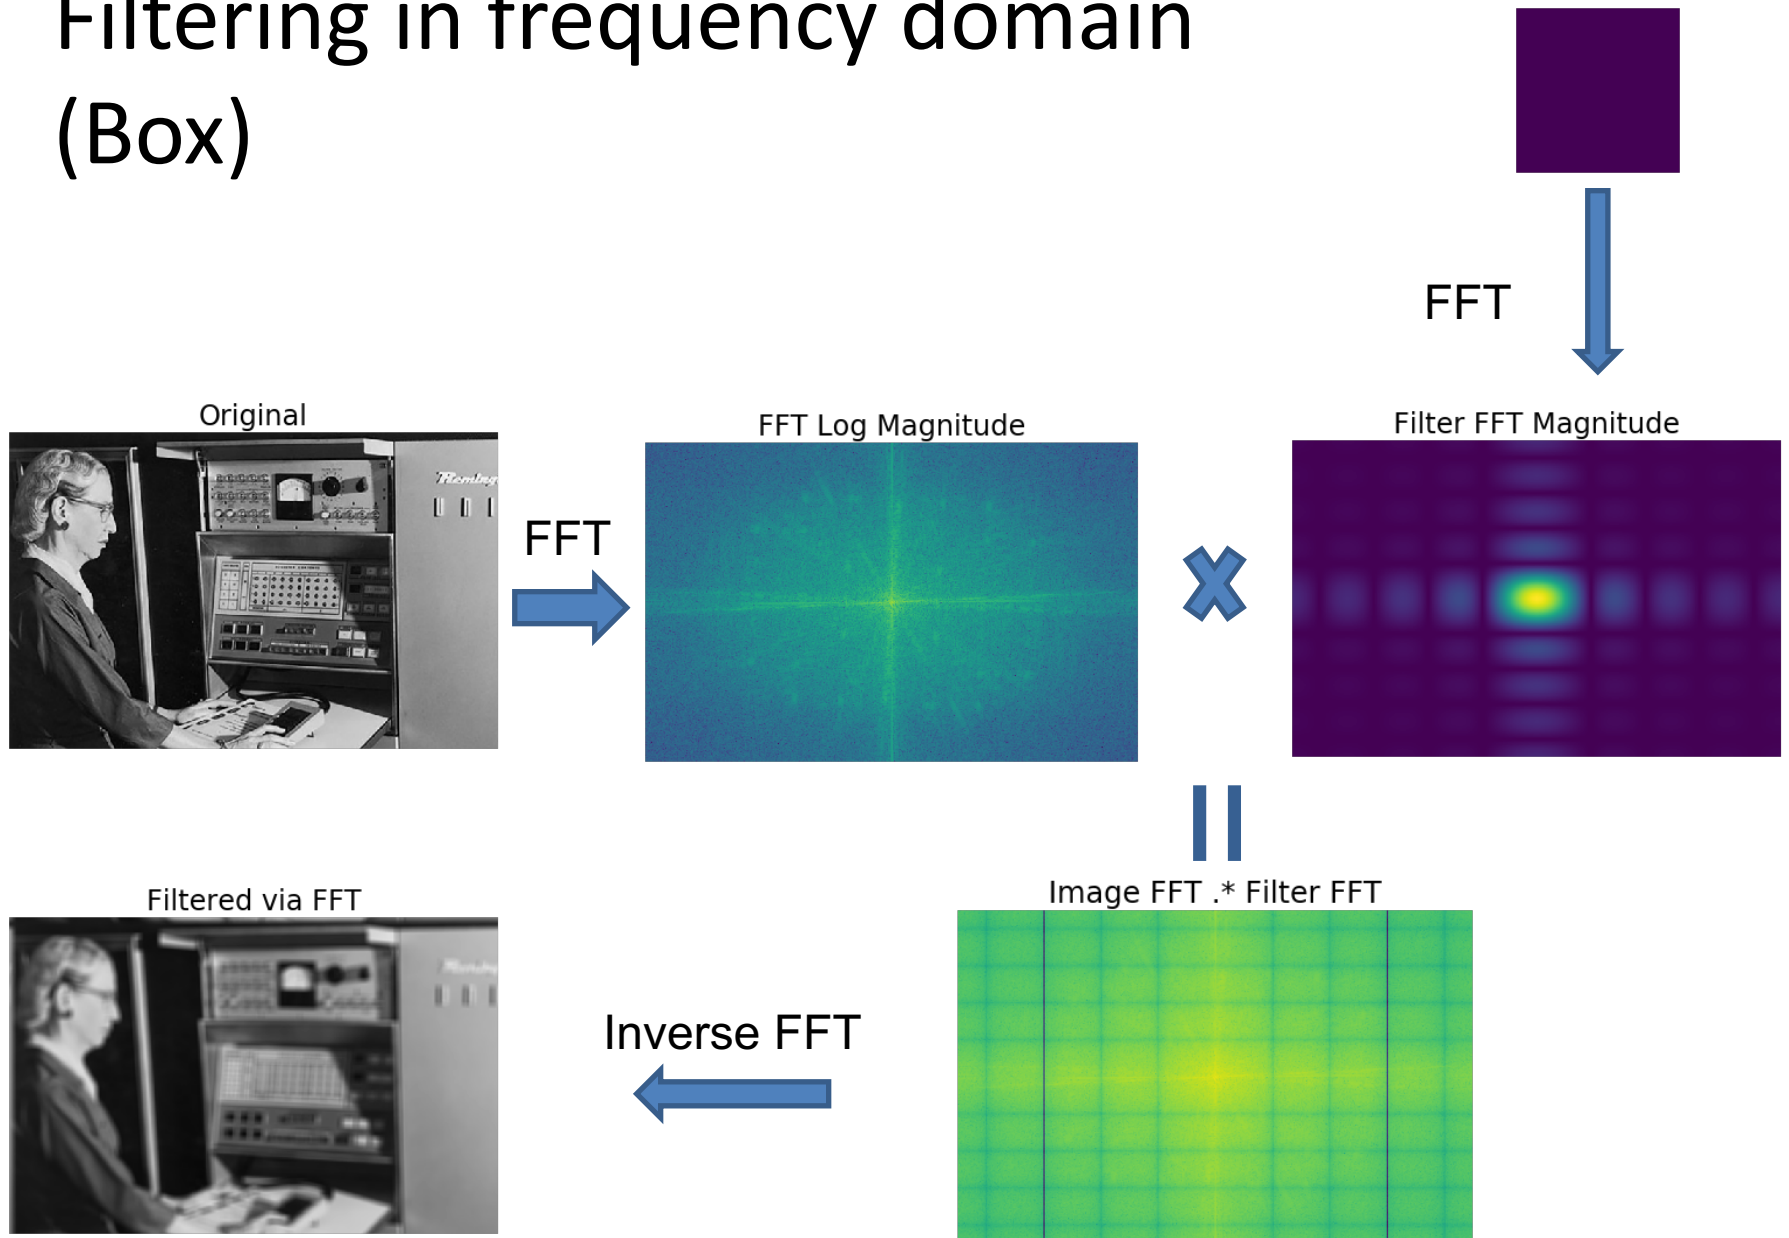 Filtering in frequency domain
(Box)
FFT
Original
FFT Log Magnitude
Filter FFT Magnitude
FFT
Filtered via FFT
Image FFT .* Filter FFT
Inverse FFT